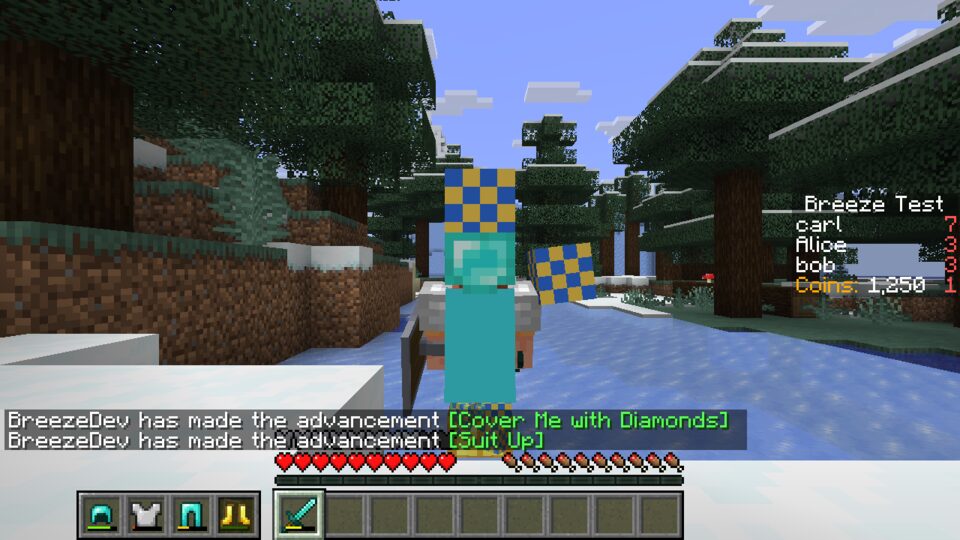 Breeze Test
carl 7
Alice 3
bob 3
Coins: 1,250 1
BreezeDev has made the advancement [Cover Me with Diamonds]
BreezeDev has made the advancement [Suit Up]